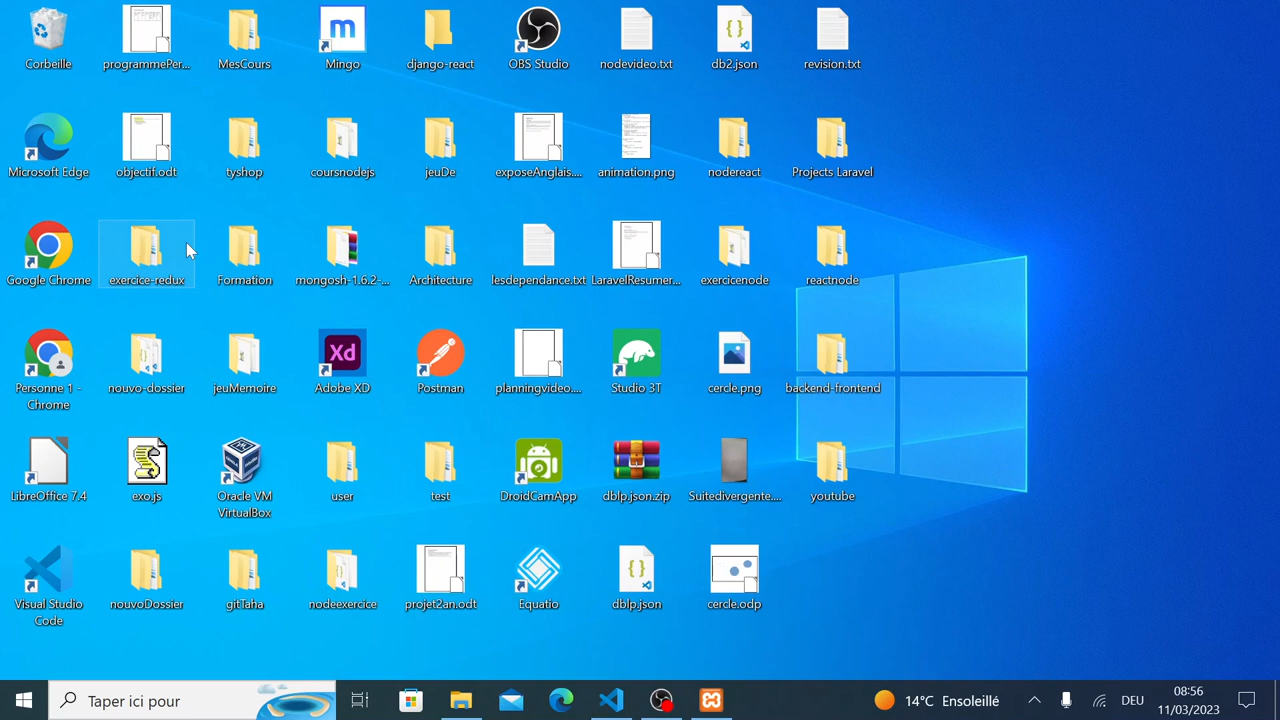 Corbeille
programmePer...
MesCours
Mingo
django-react
OBS Studio
nodevideo.txt
db2.json
revision.txt
Microsoft Edge
objectif.odt
tyshop
coursnodejs
jeuDe
exposeAnglais....
animation.png
nodereact
Projects Laravel
Google Chrome
exercice-redux
Formation
mongosh-1.6.2-...
Architecture
lesdependance.txt
LaravelResumer...
exercicenode
reactnode
Personne 1 -
Chrome
nouvo-dossier
jeuMemoire
Xd
Adobe XD
Postman
planningvideo....
Studio 3T
cercle.png
backend-frontend
LibreOffice 7.4
exo.js
Oracle VM
VirtualBox
user
test
DroidCamApp
dblp.json.zip
Suitedivergente....
youtube
Visual Studio
Code
nouvoDossier
gitTaha
nodeexercice
projet2an.odt
Equatio
dblp.json
cercle.odp
Taper ici pour
14°C Ensoleillé
DEU
08:56
11/03/2023